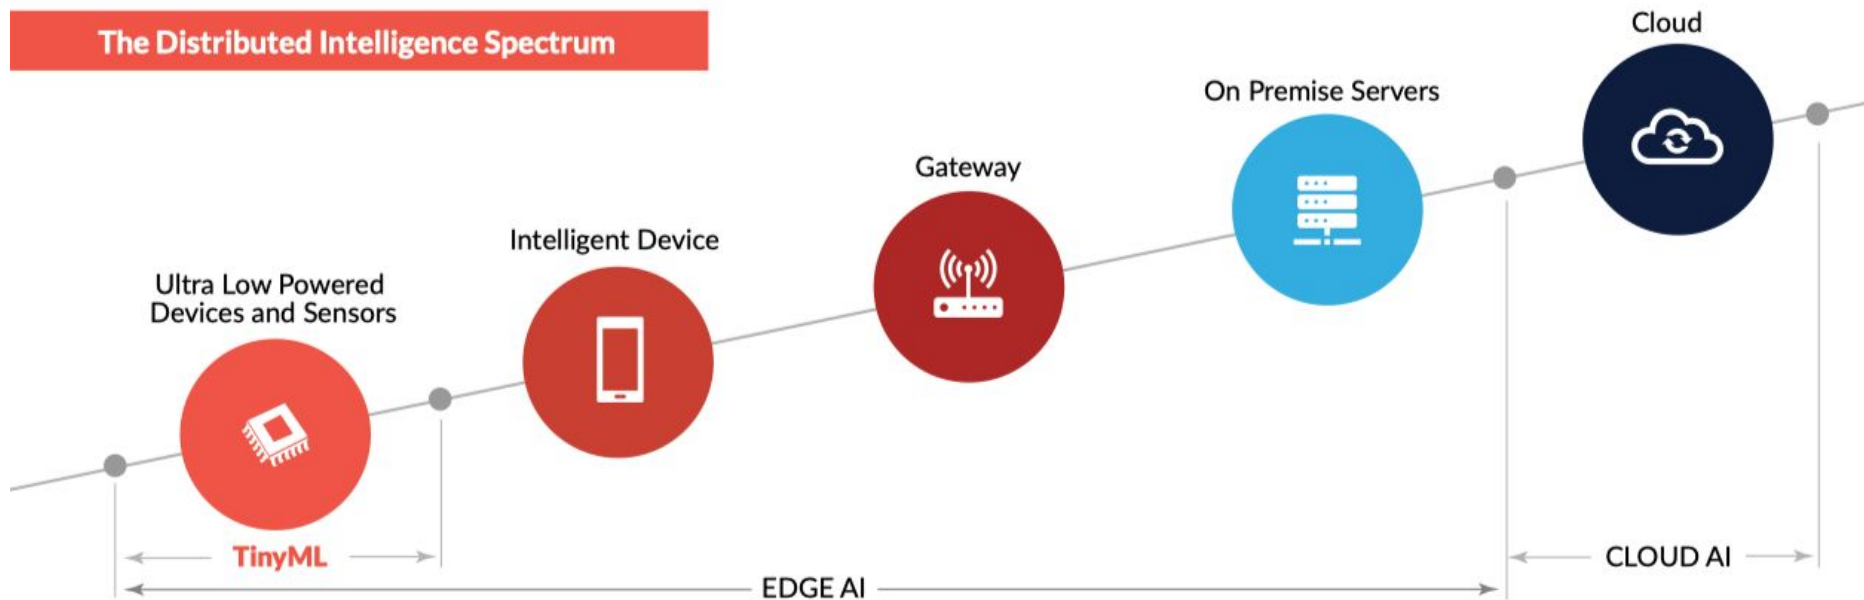 The Distributed Intelligence Spectrum
Cloud
On Premise Servers
Gateway
Intelligent Device
Ultra Low Powered
Devices and Sensors
TinyML
CLOUD AI
EDGE AI